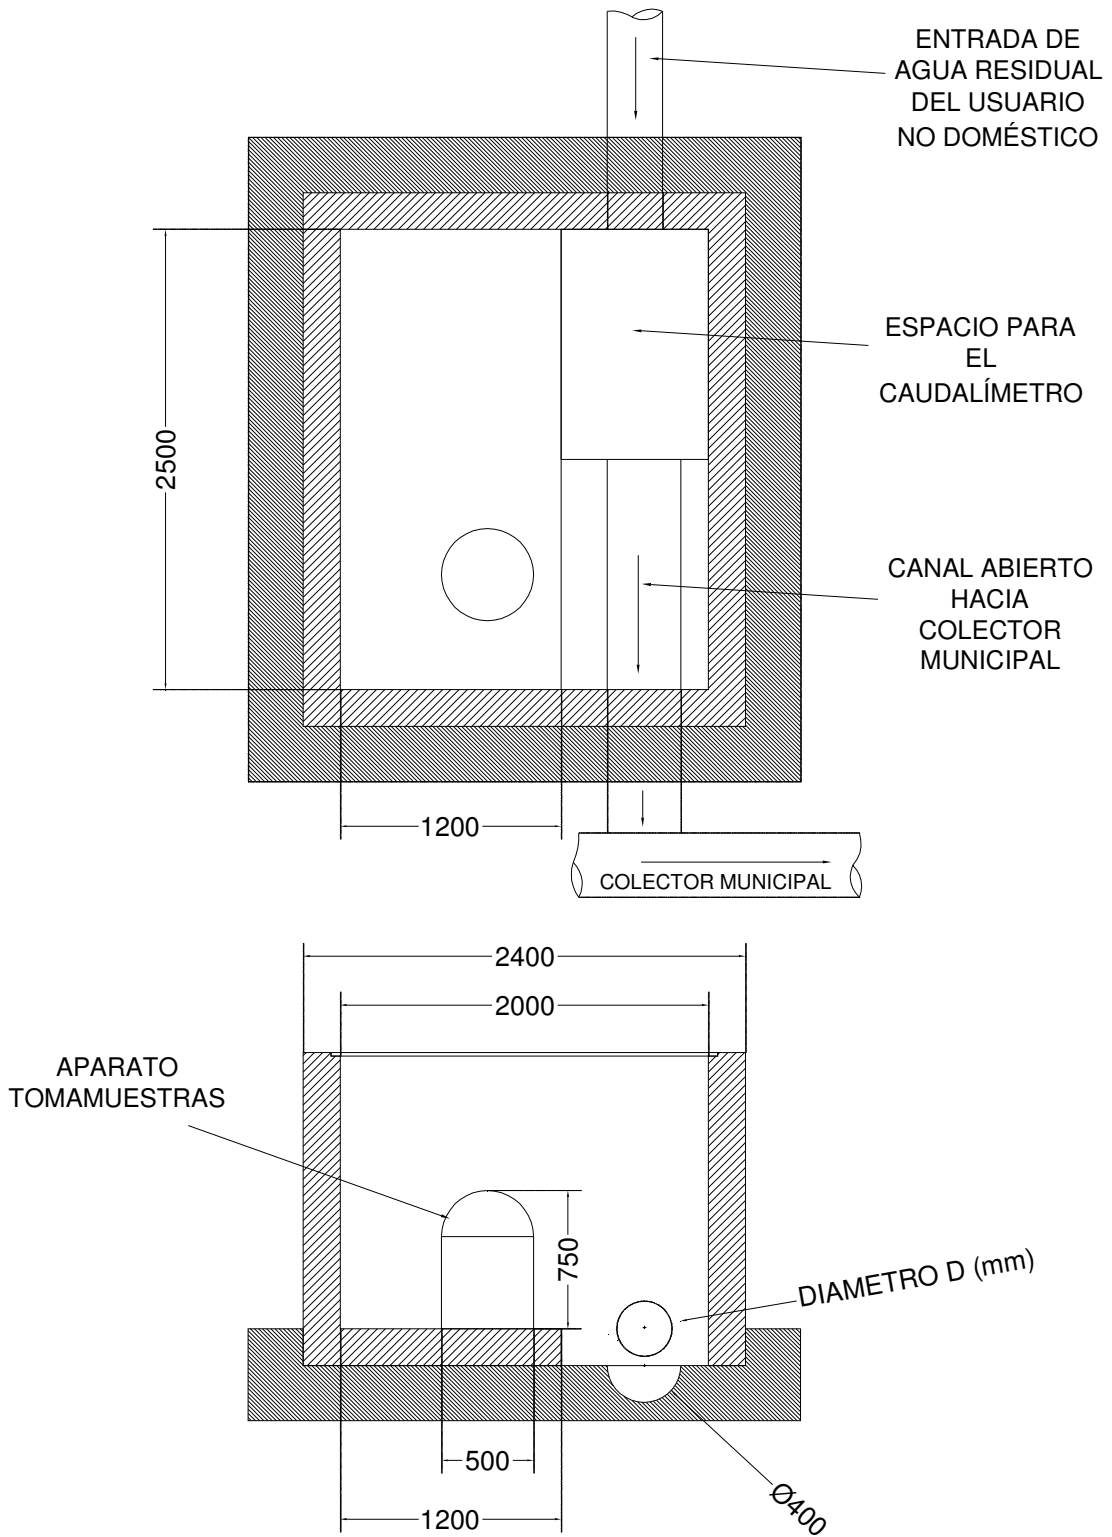 ENTRADA DE
AGUA RESIDUAL
DEL USUARIO
NO DOMÉSTICO
ESPACIO PARA
EL
CAUDALÍMETRO
2500
CANAL ABIERTO
HACIA
COLECTOR
MUNICIPAL
1200
COLECTOR MUNICIPAL
2400
2000
APARATO
TOMAMUESTRAS
750
DIAMETRO D (mm)
500
Ø400
1200